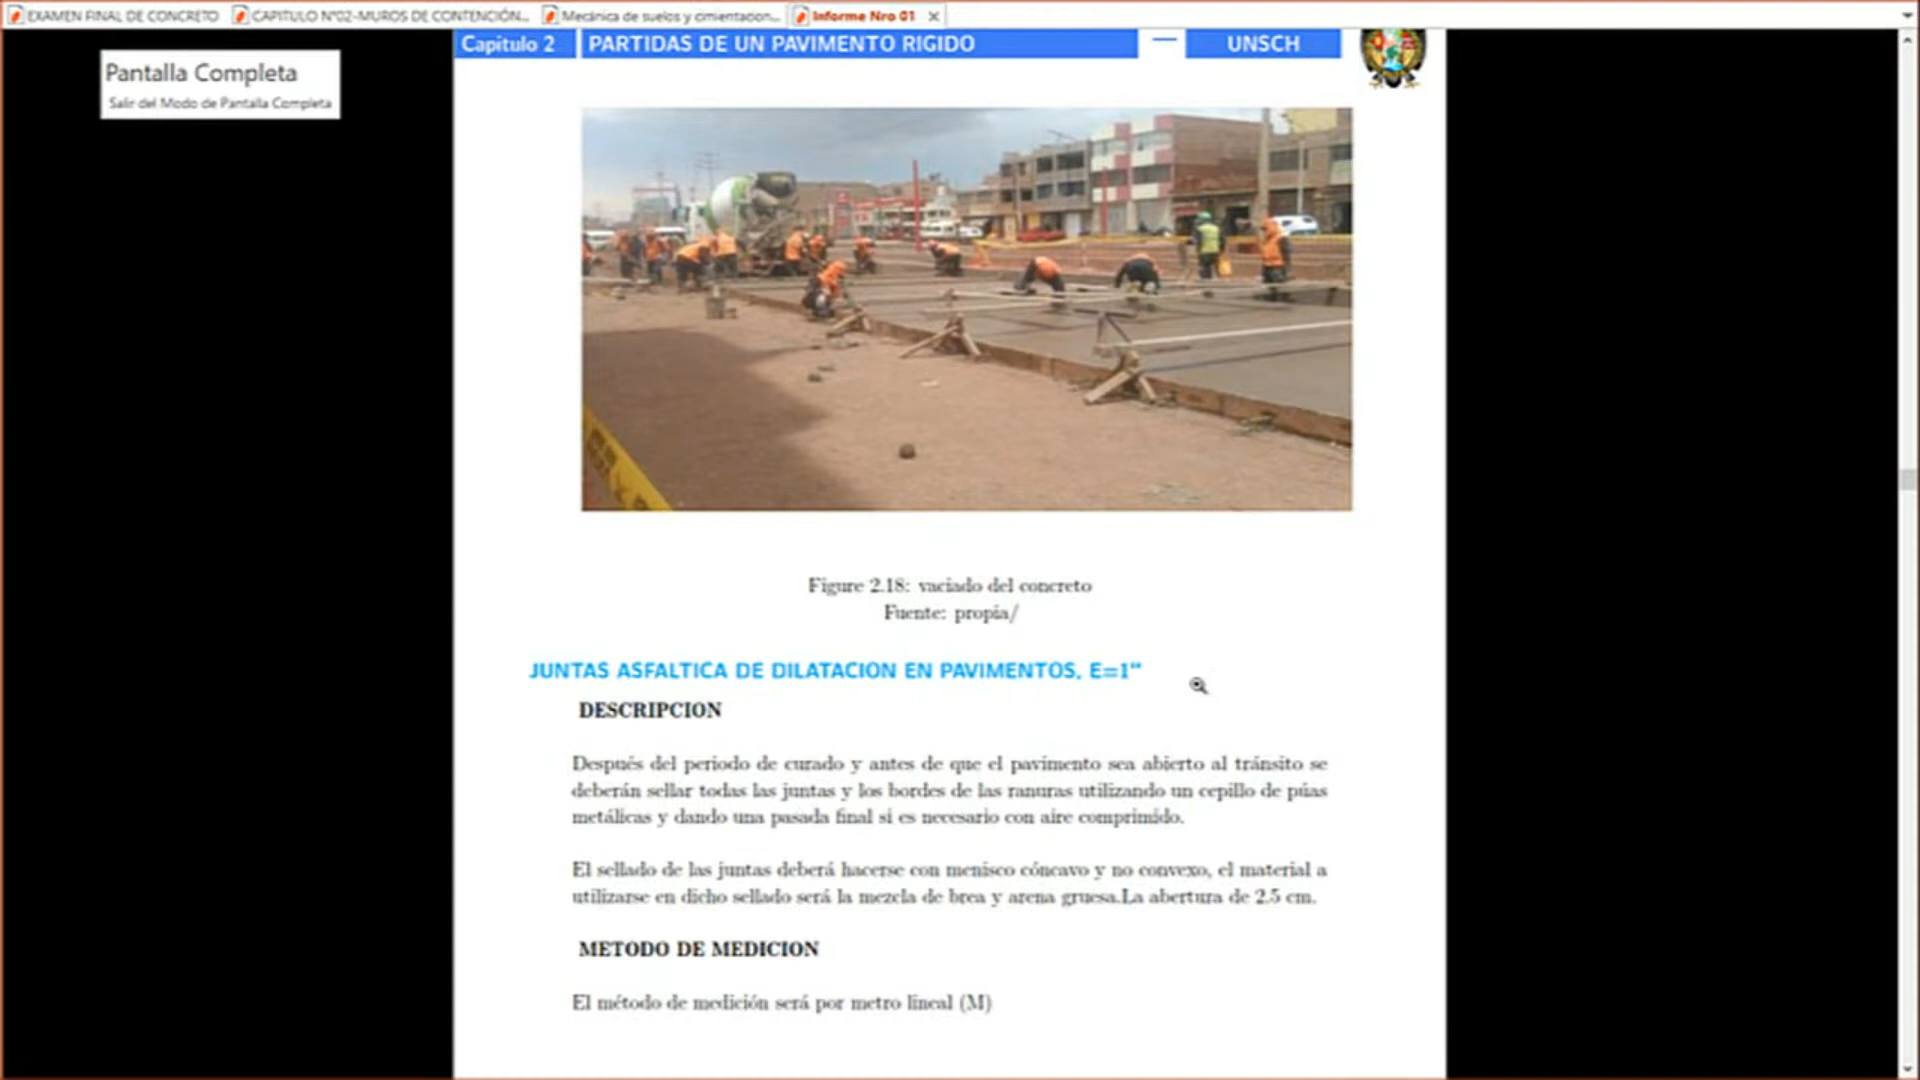 EXAMEN FINAL DE CONCRETO
CAPITULO N°02-MUROS DE CONTENCIÓN...
Mecánica de suelos y cimentacion...
Informe Nro 01
Capitulo 2
PARTIDAS DE UN PAVIMENTO RIGIDO
UNSCH
Pantalla Completa
Salir del Modo de Pantalla Completa
Figure 2.18: vaciado del concreto
Fuente: propia/
JUNTAS ASFALTICA DE DILATACION EN PAVIMENTOS, E=1"
DESCRIPCION
Después del periodo de curado y antes de que el pavimento sea abierto al tránsito se
deberán sellar todas las juntas y los bordes de las ranuras utilizando un cepillo de púas
metálicas y dando una pasada final si es necesario con aire comprimido.
El sellado de las juntas deberá hacerse con menisco cóncavo y no convexo, el material a
utilizarse en dicho sellado será la mezcla de brea y arena gruesa.La abertura de 2.5 cm.
METODO DE MEDICION
El método de medición será por metro lineal (M)